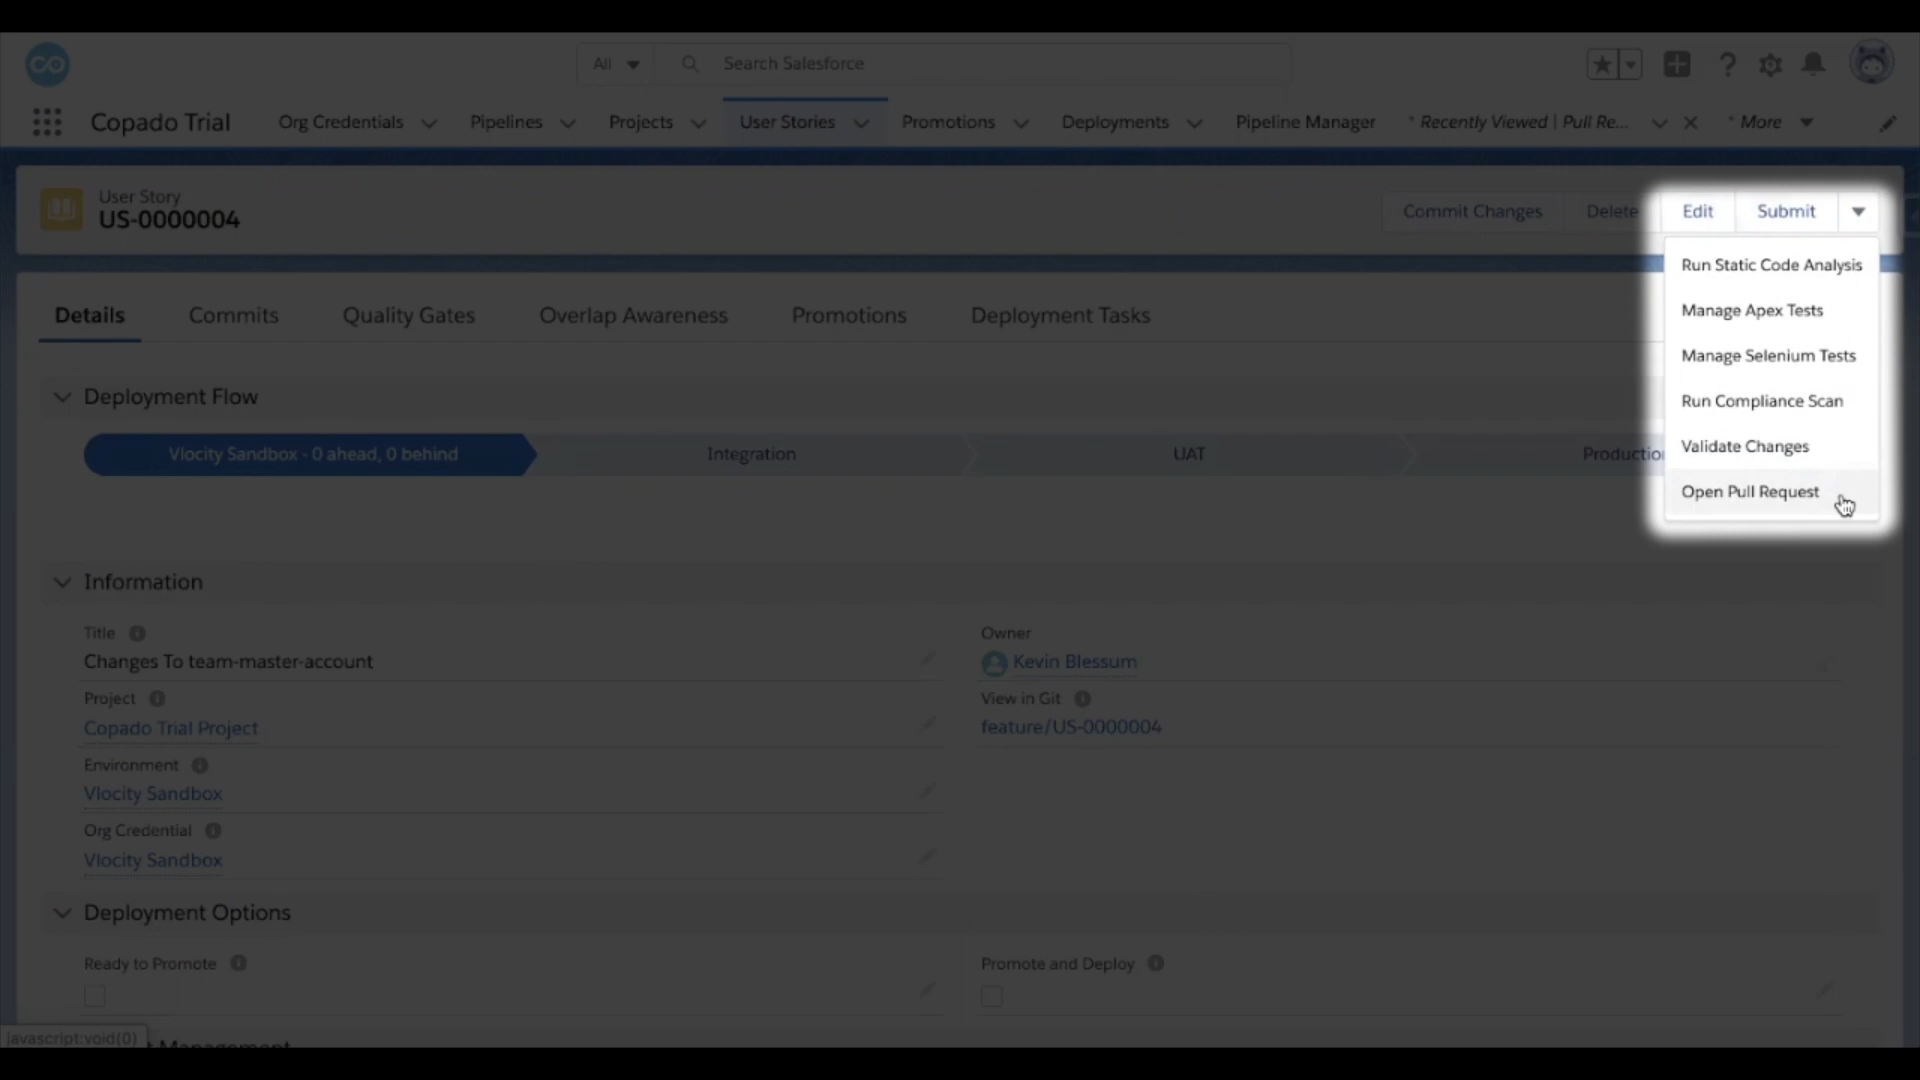 All
Search Salesforce
Copado Trial
Org Credentials
Pipelines
Projects
User Stories
Promotions
Deployments
Pipeline Manager
* Recently Viewed | Pull Re...
* More
User Story
US-0000004
Commit Changes
Delete
Edit
Submit
Run Static Code Analysis
Manage Apex Tests
Manage Selenium Tests
Run Compliance Scan
Validate Changes
Open Pull Request
Details
Commits
Quality Gates
Overlap Awareness
Promotions
Deployment Tasks
Deployment Flow
Vlocity Sandbox - 0 ahead, 0 behind
Integration
UAT
Production
Information
Title
Changes To team-master-account
Owner
Kevin Blessum
Project
Copado Trial Project
View in Git
feature/US-0000004
Environment
Vlocity Sandbox
Org Credential
Vlocity Sandbox
Deployment Options
Ready to Promote
Promote and Deploy
javascript:void(0)
Management